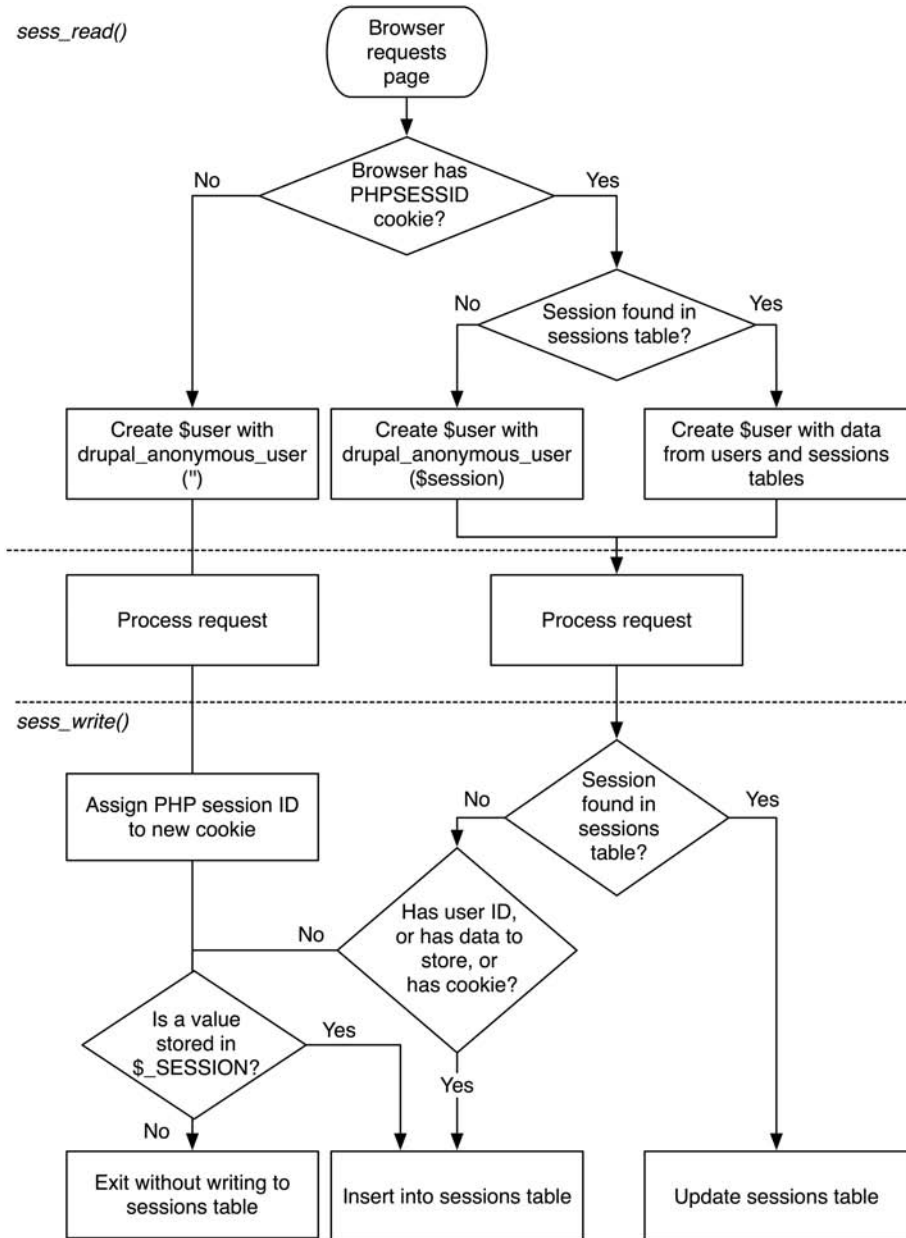 sess_read()
Browser
requests
page
Browser has
PHPSESSID
cookie?
No
Yes
Session found in
sessions table?
No
Yes
Create $user with
drupal_anonymous_user
('')
Create $user with
drupal_anonymous_user
($session)
Create $user with data
from users and sessions
tables
Process request
Process request
sess_write()
Assign PHP session ID
to new cookie
Session
found in
sessions
table?
No
Yes
Has user ID,
or has data to
store, or
has cookie?
No
Yes
Is a value
stored in
$_SESSION?
Yes
No
Exit without writing to
sessions table
Insert into sessions table
Update sessions table